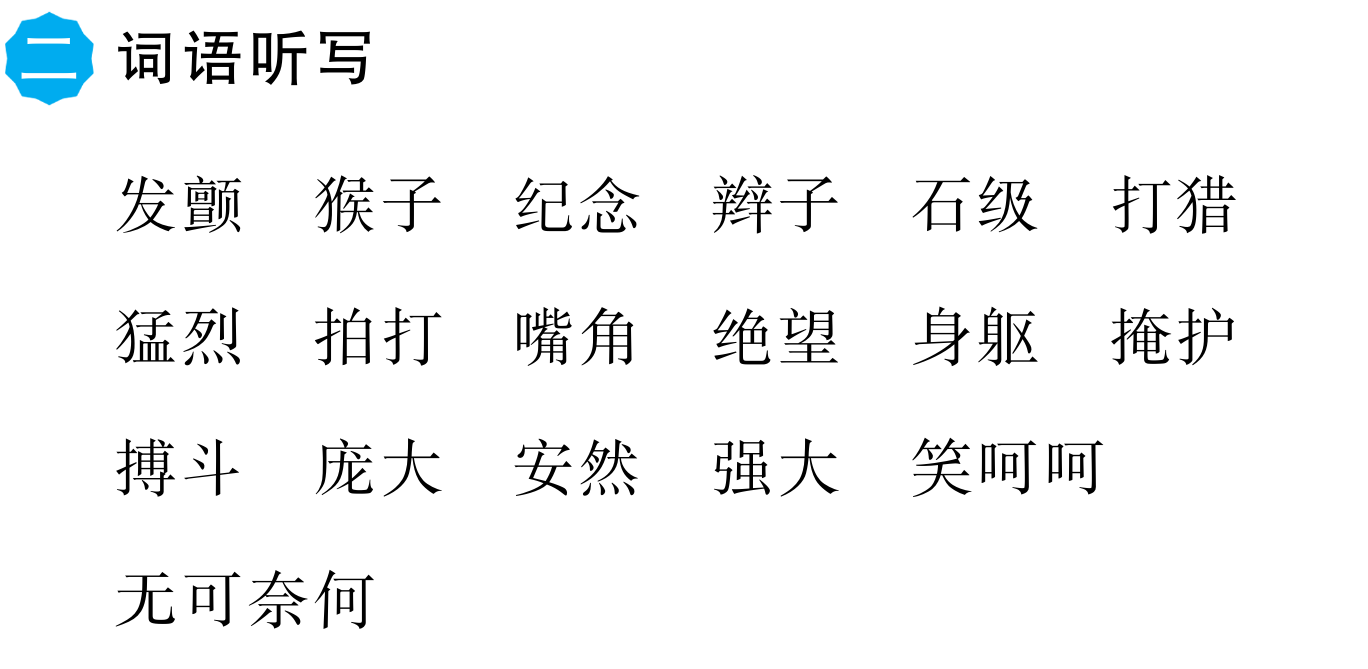 二 词语听写
发颤 猴子 纪念 辫子 石级 打猎
猛烈 拍打 嘴角 绝望 身躯 掩护
搏斗 庞大 安然 强大 笑呵呵
无可奈何